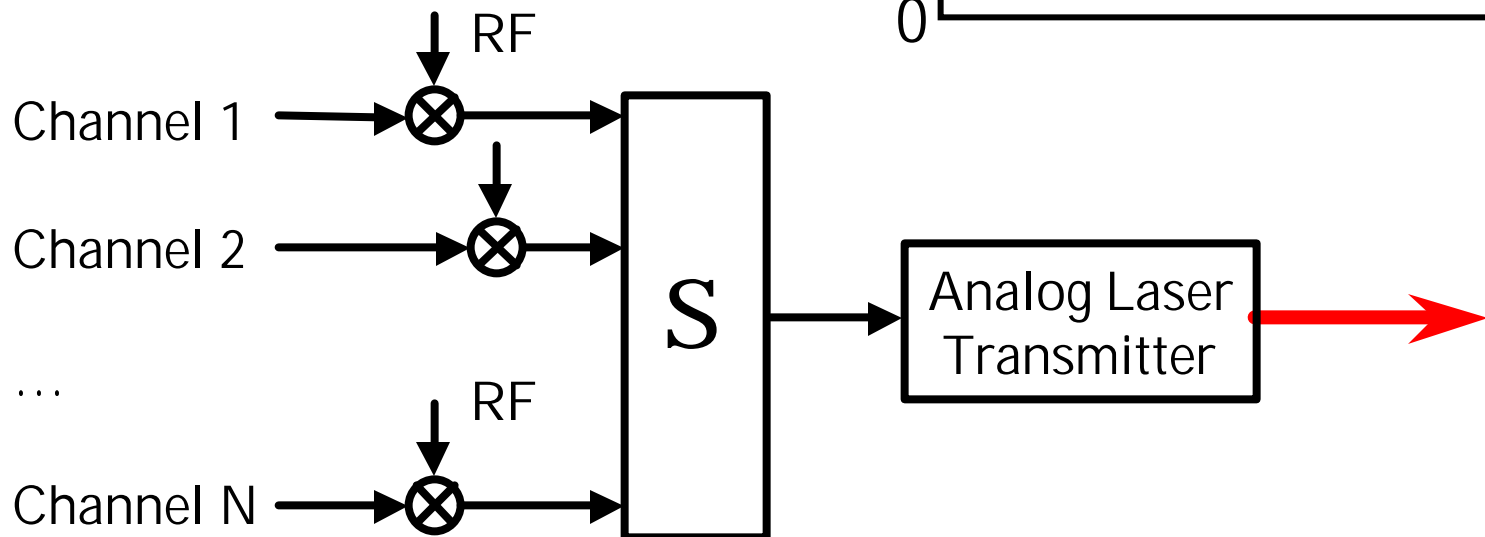 RF
0
Channel 1
Channel 2
S
Analog Laser
Transmitter
...
RF
Channel N